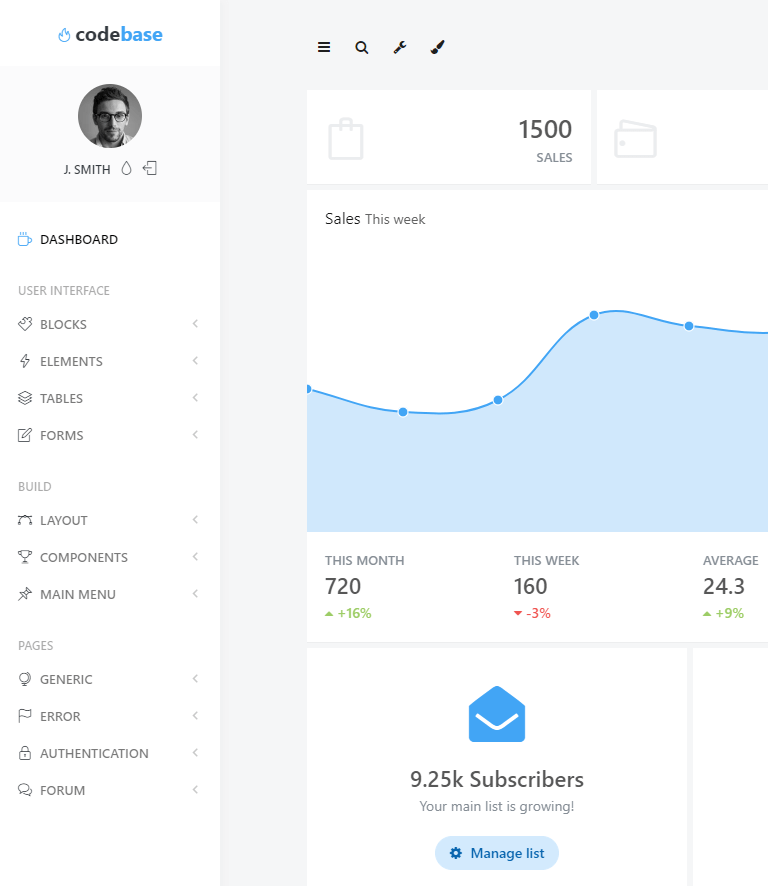 codebase
J. SMITH
DASHBOARD
USER INTERFACE
BLOCKS
ELEMENTS
TABLES
FORMS
BUILD
LAYOUT
COMPONENTS
MAIN MENU
PAGES
GENERIC
ERROR
AUTHENTICATION
FORUM
1500
SALES
Sales This week
THIS MONTH
720
+16%
THIS WEEK
160
-3%
AVERAGE
24.3
+9%
9.25k Subscribers
Your main list is growing!
Manage list